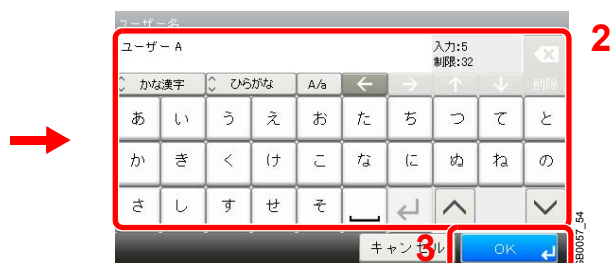 ユーザー名
ユーザー A
入力:5
制限:32
2
かな漢字 ひらがな A/a ← → ↑ ↓ 削除
あ い う え お た ち つ て と
か き く け こ な に ぬ ね の
さ し す せ そ
キャンセル 3 OK
GB0057_54